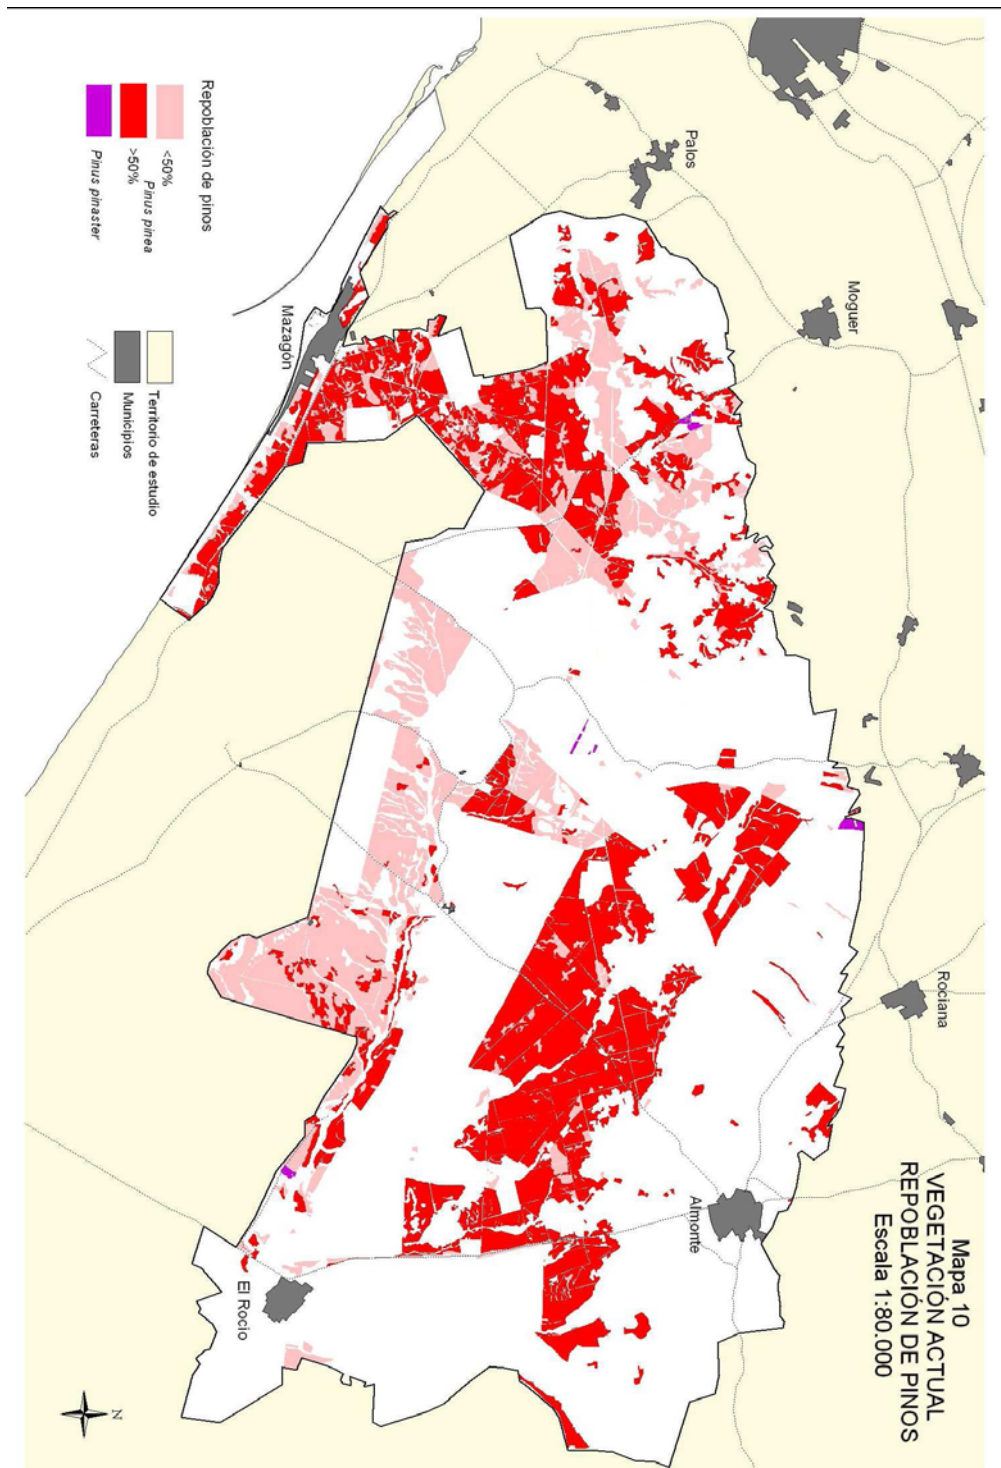 Mapa 10
VEGETACIÓN ACTUAL
REPOBLACIÓN DE PINOS
Escala 1:80.000
Palos
Moguer
Mazagón
Rociana
Almonte
El Rocio
N
Repoblación de pinos
<50%
Pinus pinea
>50%
Pinus pinaster
Territorio de estudio
Municipios
Carreteras